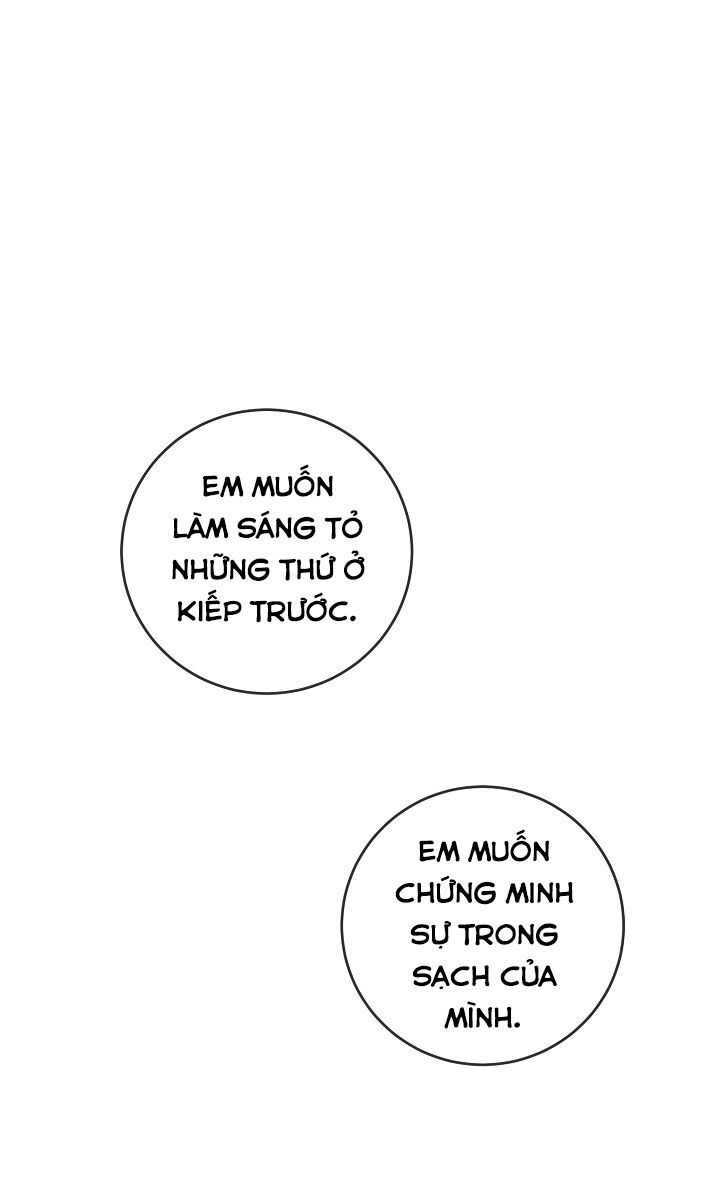 EM MUỐN
LÀM SÁNG TỎ
NHỮNG THỨ Ở
KIẾP TRƯỚC.
EM MUỐN
CHỨNG MINH
SỰ TRONG
SẠCH CỦA
MÌNH.